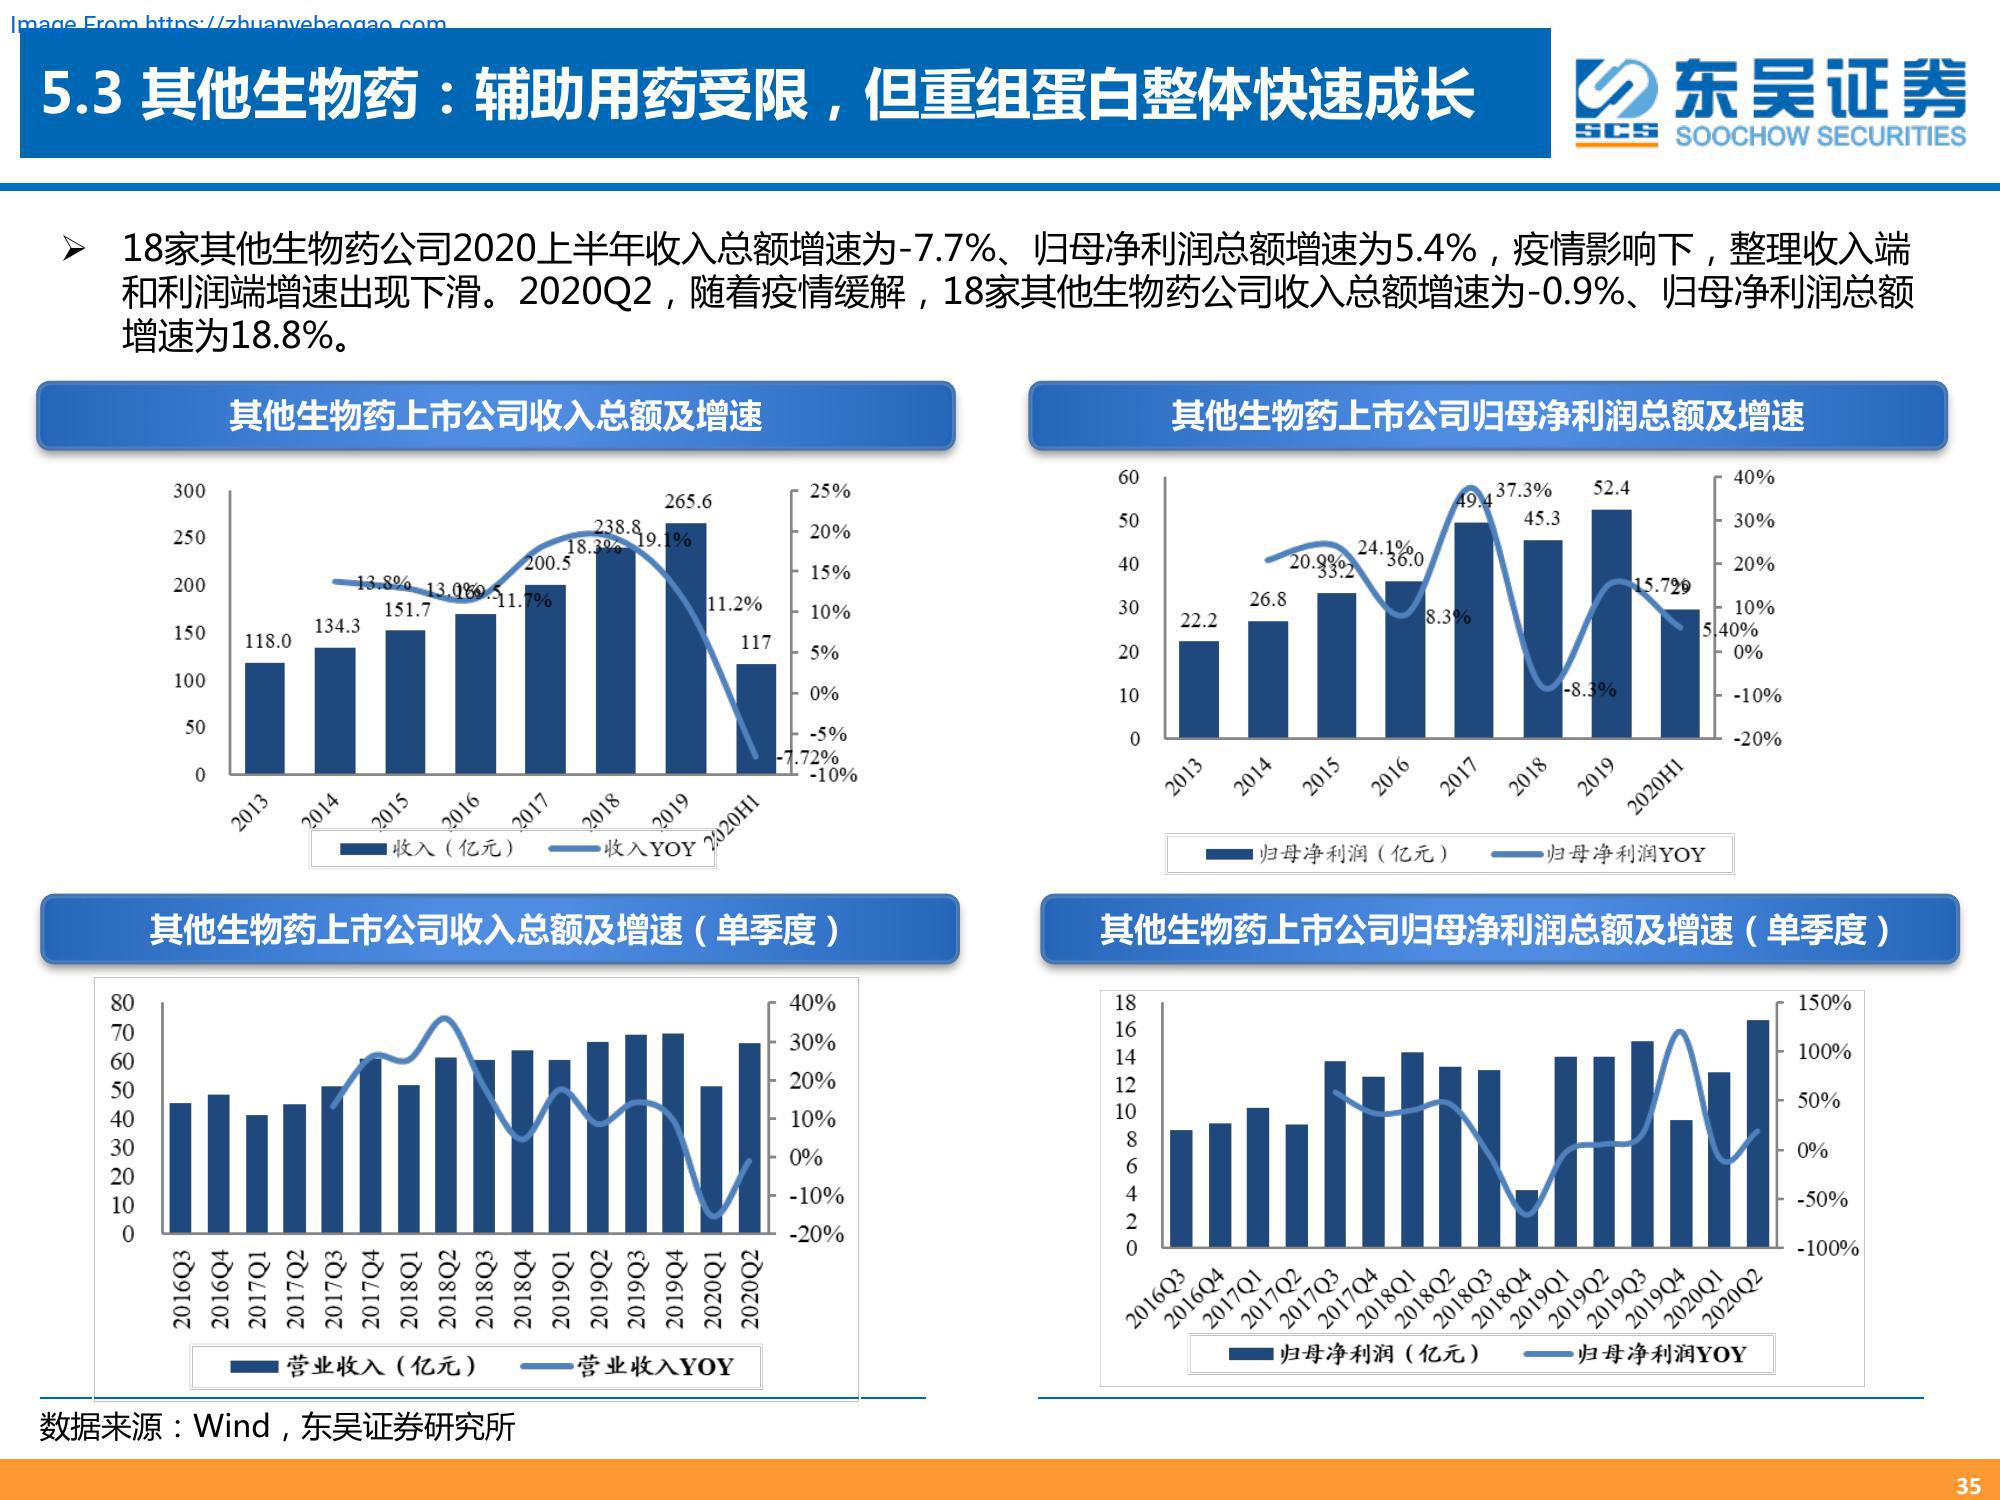 Image From https://zhuanyebaogao.com
5.3 其他生物药：辅助用药受限，但重组蛋白整体快速成长
SCS
东吴证券
SOOCHOW SECURITIES
18家其他生物药公司2020上半年收入总额增速为-7.7%、归母净利润总额增速为5.4%，疫情影响下，整理收入端
和利润端增速出现下滑。2020Q2，随着疫情缓解，18家其他生物药公司收入总额增速为-0.9%、归母净利润总额
增速为18.8%。
其他生物药上市公司收入总额及增速
300
250
200
150
100
50
0
118.0
134.3
151.7
169.5
200.5
238.8
265.6
117
13.8%
13.0%
11.7%
18.3%
19.1%
11.2%
-7.72%
25%
20%
15%
10%
5%
0%
-5%
-10%
2013
2014
2015
2016
2017
2018
2019
2020H1
收入（亿元）
收入YOY
其他生物药上市公司归母净利润总额及增速
60
50
40
30
20
10
0
22.2
26.8
33.2
36.0
49.4
45.3
52.4
29
20.9%
24.1%
8.3%
37.3%
-8.3%
15.7%
5.40%
40%
30%
20%
10%
0%
-10%
-20%
2013
2014
2015
2016
2017
2018
2019
2020H1
归母净利润（亿元）
归母净利润YOY
其他生物药上市公司收入总额及增速（单季度）
80
70
60
50
40
30
20
10
0
40%
30%
20%
10%
0%
-10%
-20%
2016Q3
2016Q4
2017Q1
2017Q2
2017Q3
2017Q4
2018Q1
2018Q2
2018Q3
2018Q4
2019Q1
2019Q2
2019Q3
2019Q4
2020Q1
2020Q2
营业收入（亿元）
营业收入YOY
其他生物药上市公司归母净利润总额及增速（单季度）
18
16
14
12
10
8
6
4
2
0
150%
100%
50%
0%
-50%
-100%
2016Q3
2016Q4
2017Q1
2017Q2
2017Q3
2017Q4
2018Q1
2018Q2
2018Q3
2018Q4
2019Q1
2019Q2
2019Q3
2019Q4
2020Q1
2020Q2
归母净利润（亿元）
归母净利润YOY
数据来源：Wind，东吴证券研究所
35